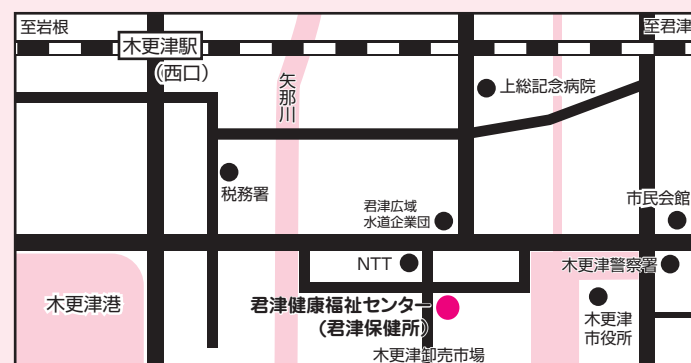 至岩根
至君津
木更津駅
(西口)
矢那川
上総記念病院
税務署
君津広域
水道企業団
市民会館
NTT
木更津警察署
木更津港
君津健康福祉センター
(君津保健所)
木更津
市役所
木更津卸売市場